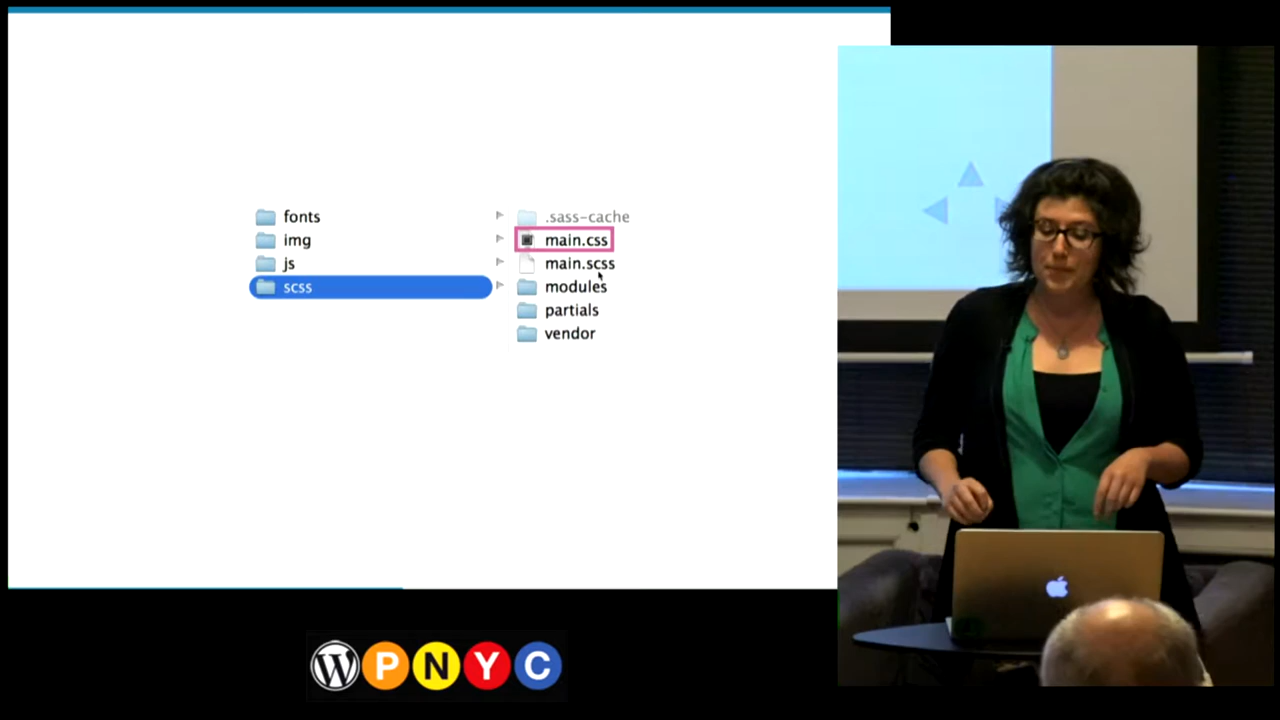 fonts
img
js
scss
.sass-cache
main.css
main.scss
modules
partials
vendor
W P N Y C